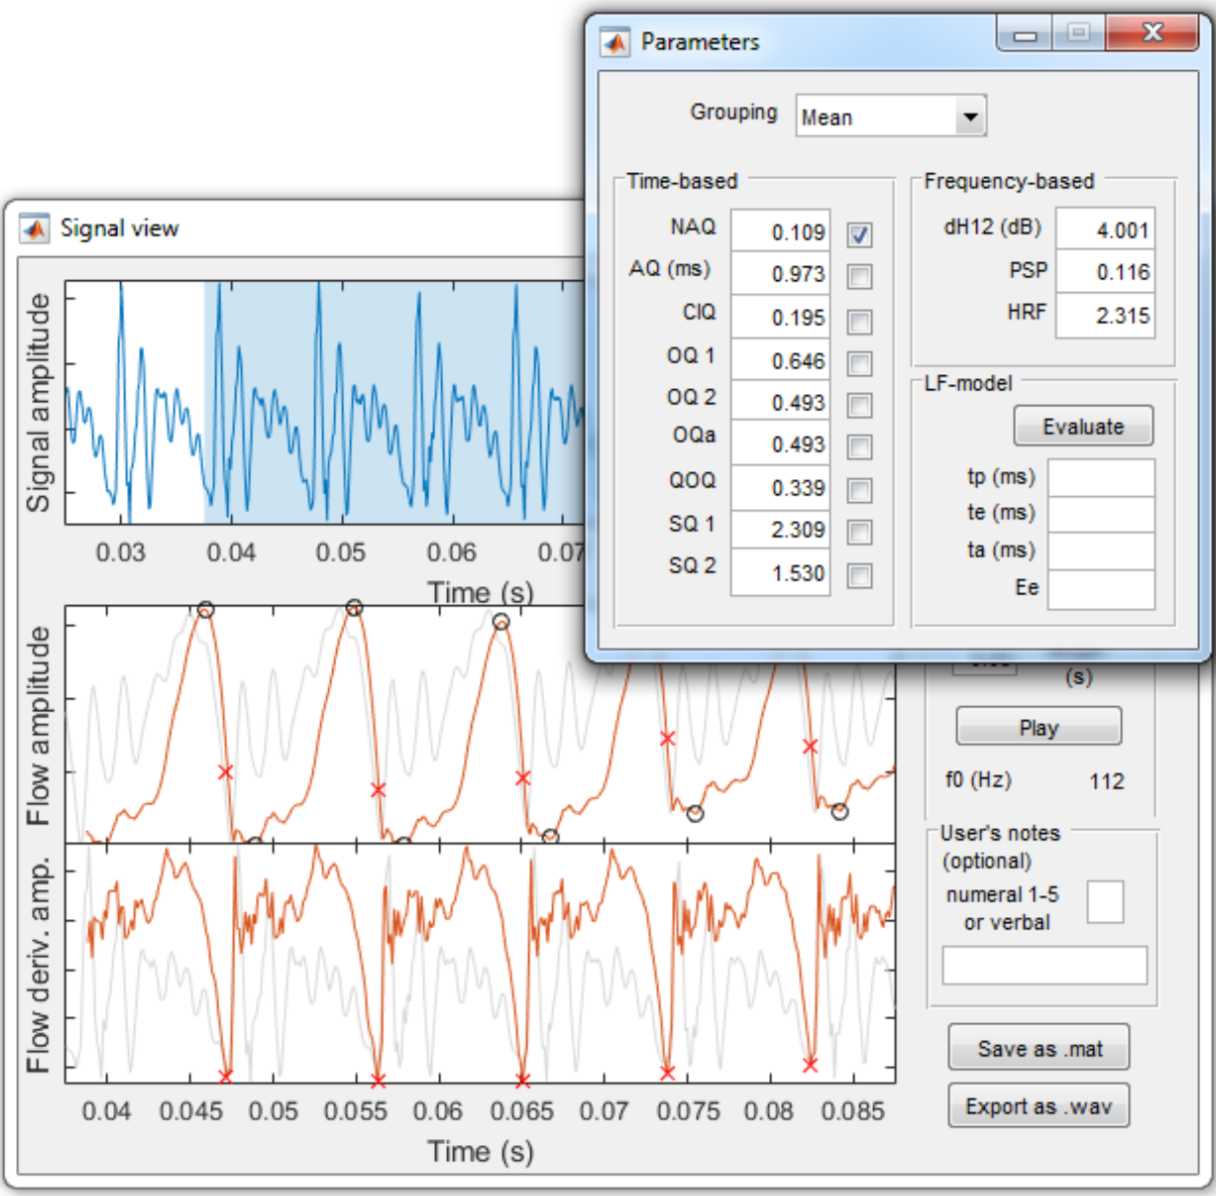 Parameters
Grouping Mean
Time-based
NAQ 0.109
AQ (ms) 0.973
ClQ 0.195
OQ 1 0.646
OQ 2 0.493
OQa 0.493
QOQ 0.339
SQ 1 2.309
SQ 2 1.530
Frequency-based
dH12 (dB) 4.001
PSP 0.116
HRF 2.315
LF-model
Evaluate
tp (ms)
te (ms)
ta (ms)
Ee
Signal view
Signal amplitude
0.03 0.04 0.05 0.06 0.07
Time (s)
Flow amplitude
Flow deriv. amp.
0.04 0.045 0.05 0.055 0.06 0.065 0.07 0.075 0.08 0.085
Time (s)
(s)
Play
f0 (Hz) 112
User's notes
(optional)
numeral 1-5
or verbal
Save as .mat
Export as .wav